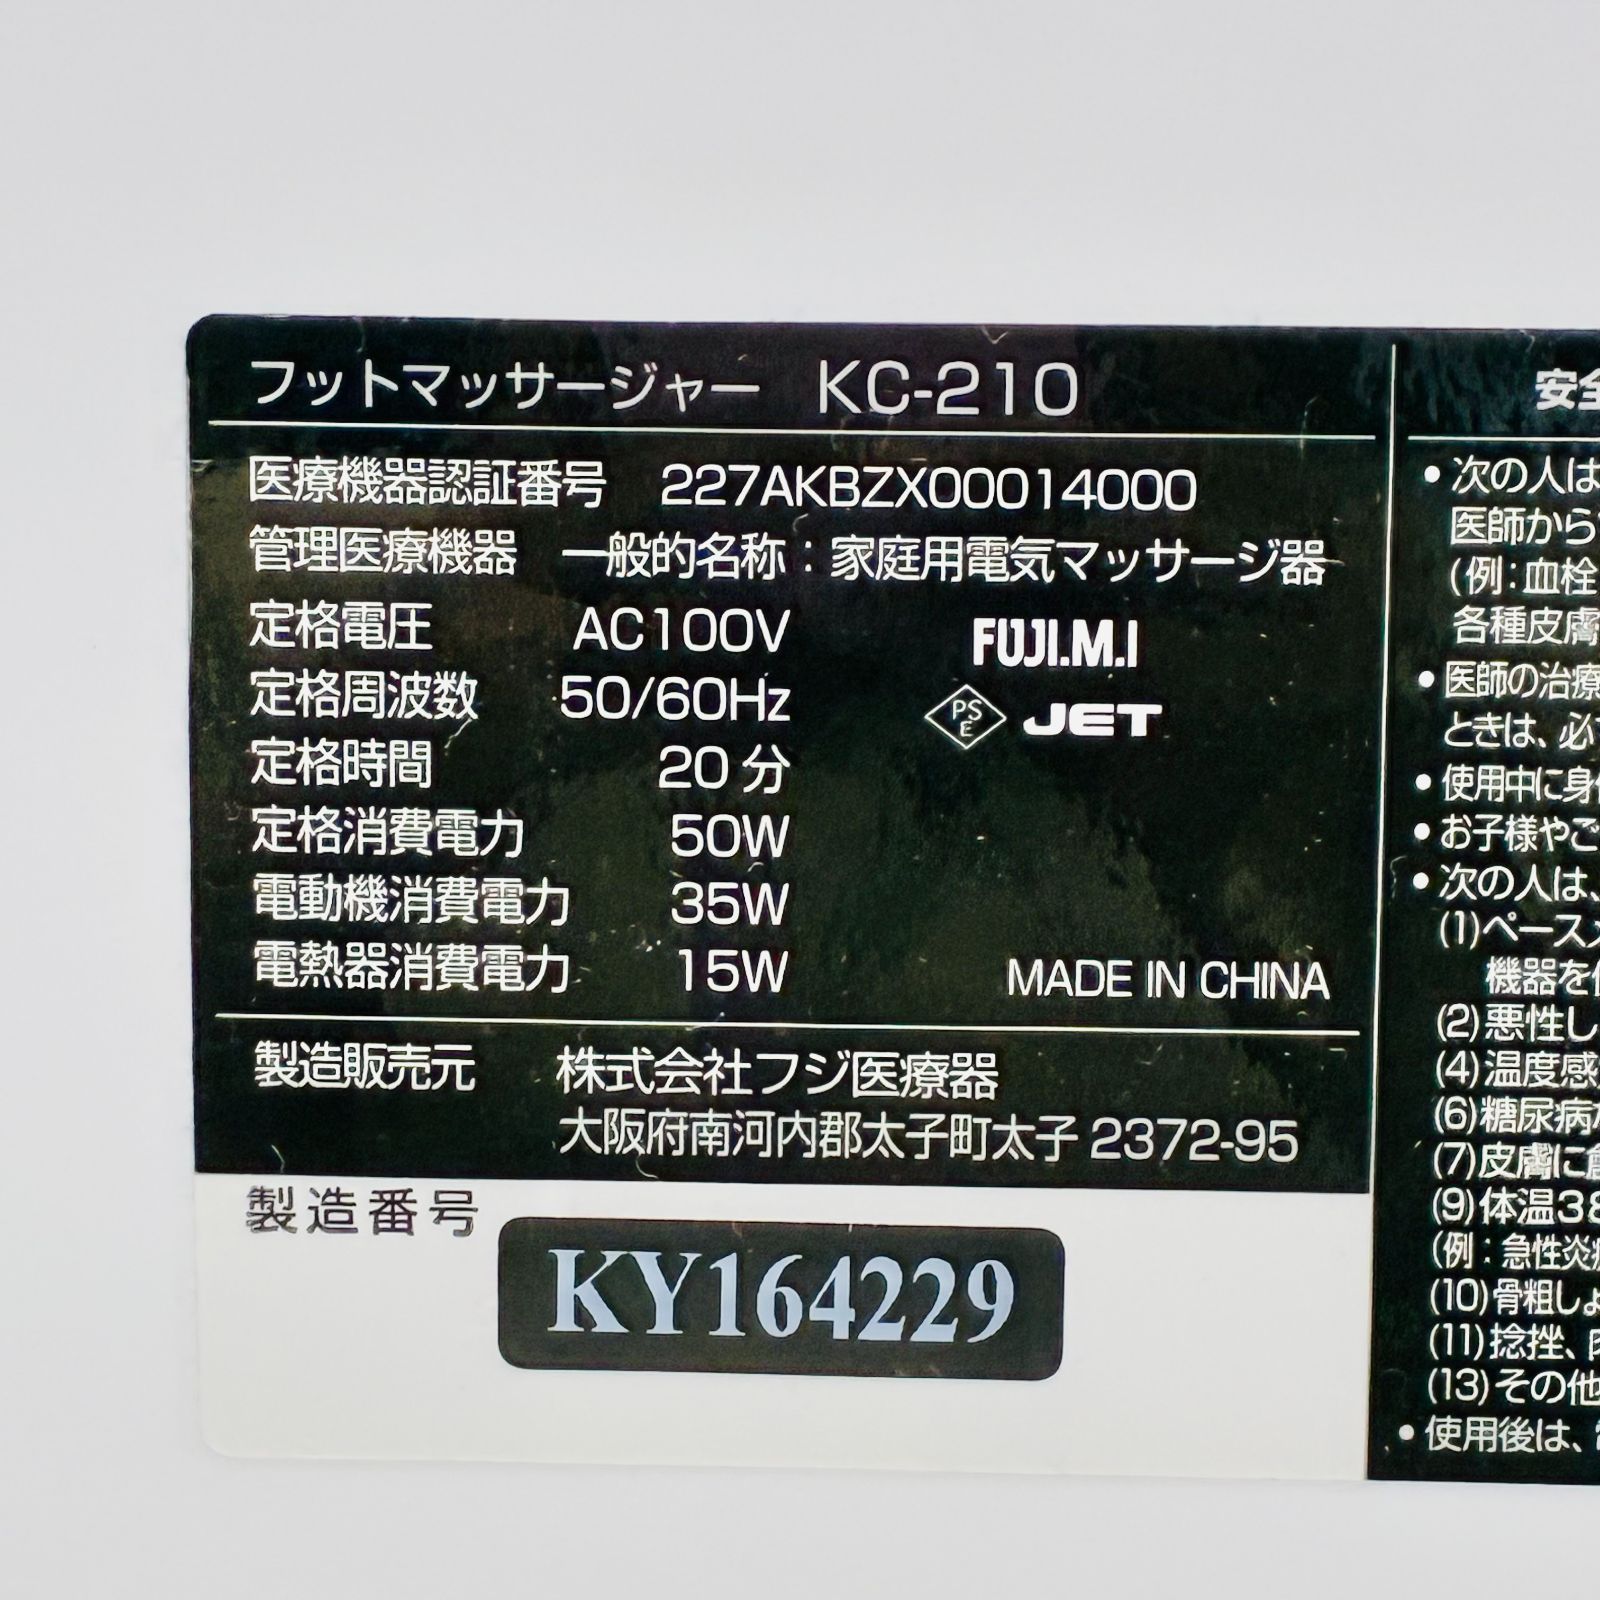 フットマッサージャー KC-210
医療機器認証番号 227AKBZX00014000
管理医療機器 一般的名称：家庭用電気マッサージ器
定格電圧 AC100V
定格周波数 50/60Hz
定格時間 20分
定格消費電力 50W
電動機消費電力 35W
電熱器消費電力 15W
FUJI.M.I
PSE JET
MADE IN CHINA
製造販売元 株式会社フジ医療器
大阪府南河内郡太子町太子 2372-95
製造番号
KY164229
安全
•次の人は
医師から
(例：血栓
各種皮膚
•医師の治療
ときは、必
•使用中に身
•お子様やご
•次の人は、
(1)ペース
機器を
(2)悪性し
(4)温度感
(6)糖尿病
(7)皮膚に
(9)体温38
(例：急性炎
(10)骨粗しょ
(11)捻挫、
(13)その他
•使用後は、